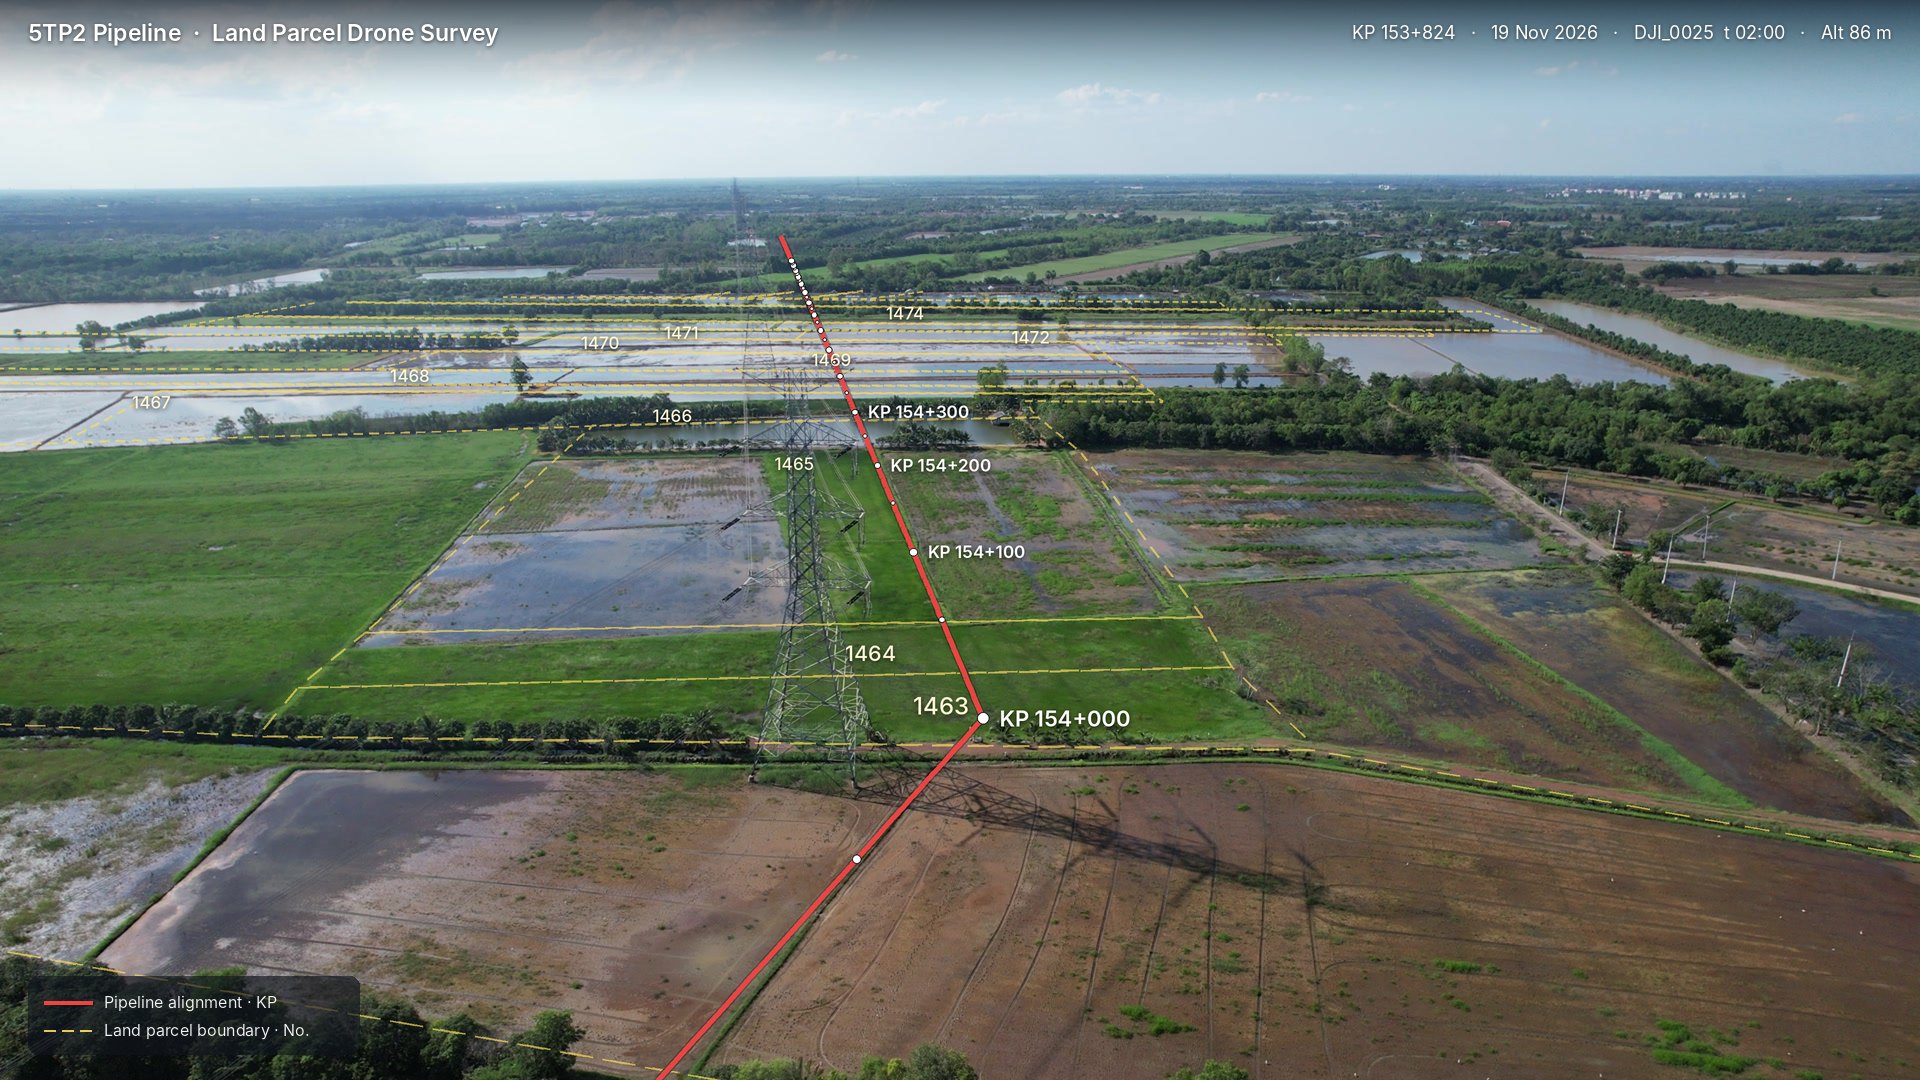 5TP2 Pipeline · Land Parcel Drone Survey
KP 153+824 · 19 Nov 2026 · DJI_0025 t 02:00 · Alt 86 m
1474
1471
1472
1470
1469
1468
1467
KP 154+300
1466
1465
KP 154+200
KP 154+100
1464
1463
KP 154+000
Pipeline alignment · KP
Land parcel boundary · No.